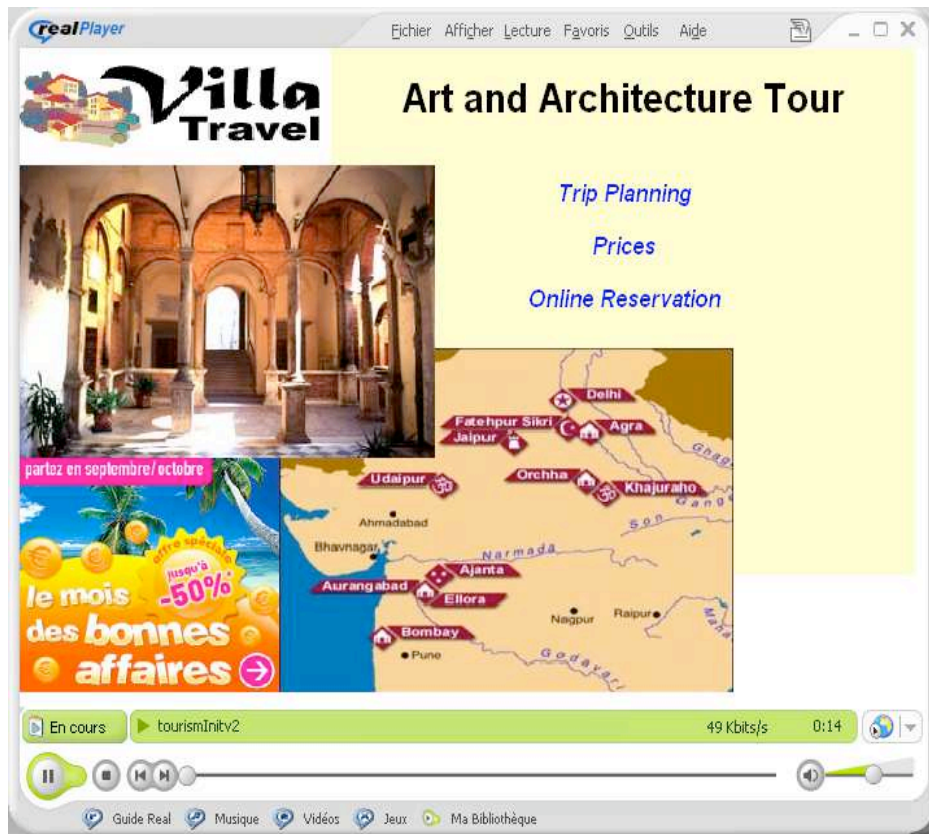 realPlayer
Fichier Afficher Lecture Favoris Outils Aide
Villa
Travel
Art and Architecture Tour
Trip Planning
Prices
Online Reservation
Delhi
Fatehpur Sikri
Agra
Jaipur
Udaipur
Orchha
Khajuraho
Ghag
Gange
Son
Ahmadabad
Bhavnagar
Narmada
Ajanta
Aurangabad
Ellora
Nagpur
Raipur
Maha
Bombay
Pune
Godavari
partez en septembre/octobre
offre spéciale
jusqu'à
-50%*
le mois
des bonnes
affaires
En cours tourismInitv2 49 Kbits/s 0:14
Guide Real Musique Vidéos Jeux Ma Bibliothèque